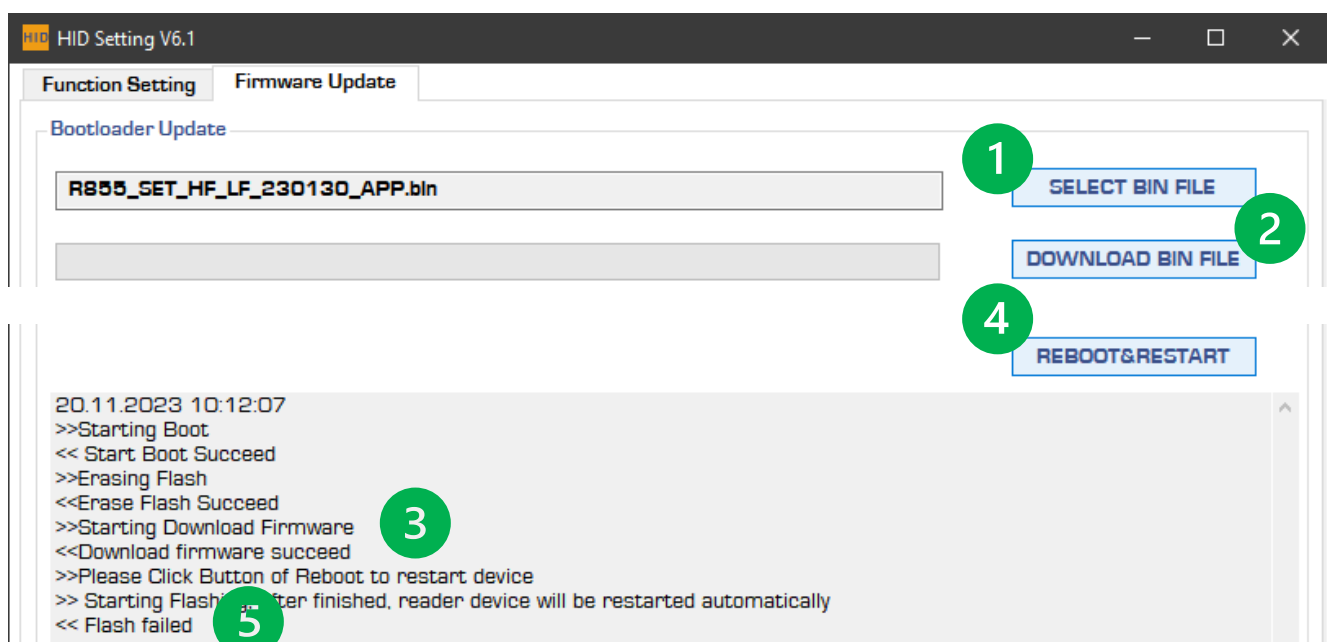 HID HID Setting V6.1
Function Setting Firmware Update
Bootloader Update
1
R855_SET_HF_LF_230130_APP.bin SELECT BIN FILE
2
DOWNLOAD BIN FILE
4
REBOOT&RESTART
20.11.2023 10:12:07
>>Starting Boot
<< Start Boot Succeed
>>Erasing Flash
<<Erase Flash Succeed
>>Starting Download Firmware
3
<<Download firmware succeed
>>Please Click Button of Reboot to restart device
>> Starting finished, reader device will be restarted automatically
<< Flash failed
5